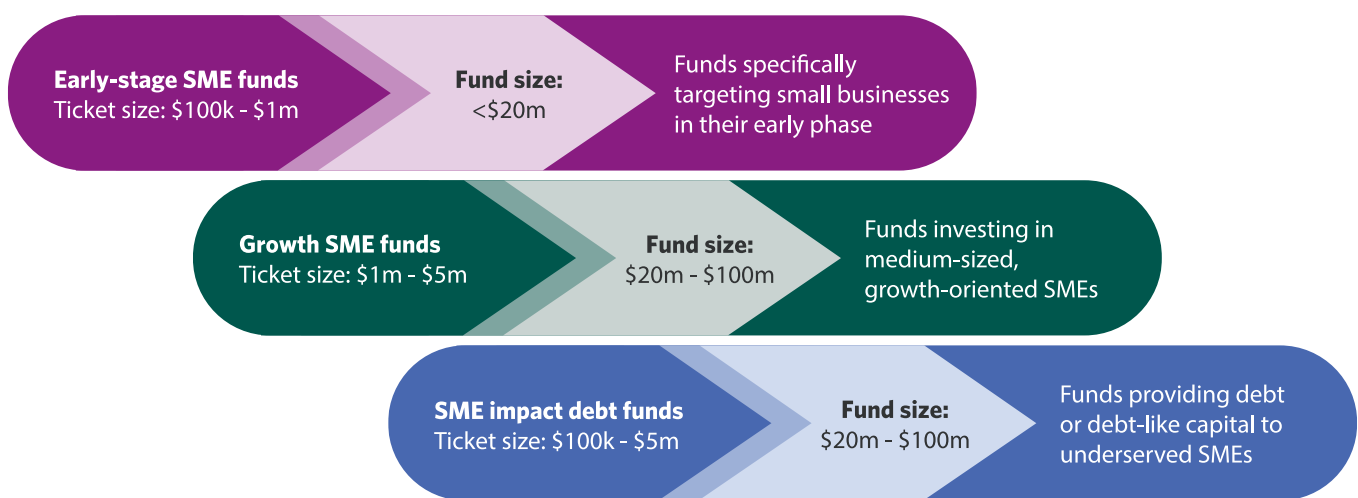 Early-stage SME funds
Ticket size: $100k - $1m
Fund size:
<$20m
Funds specifically
targeting small businesses
in their early phase
Growth SME funds
Ticket size: $1m - $5m
Fund size:
$20m - $100m
Funds investing in
medium-sized,
growth-oriented SMEs
SME impact debt funds
Ticket size: $100k - $5m
Fund size:
$20m - $100m
Funds providing debt
or debt-like capital to
underserved SMEs